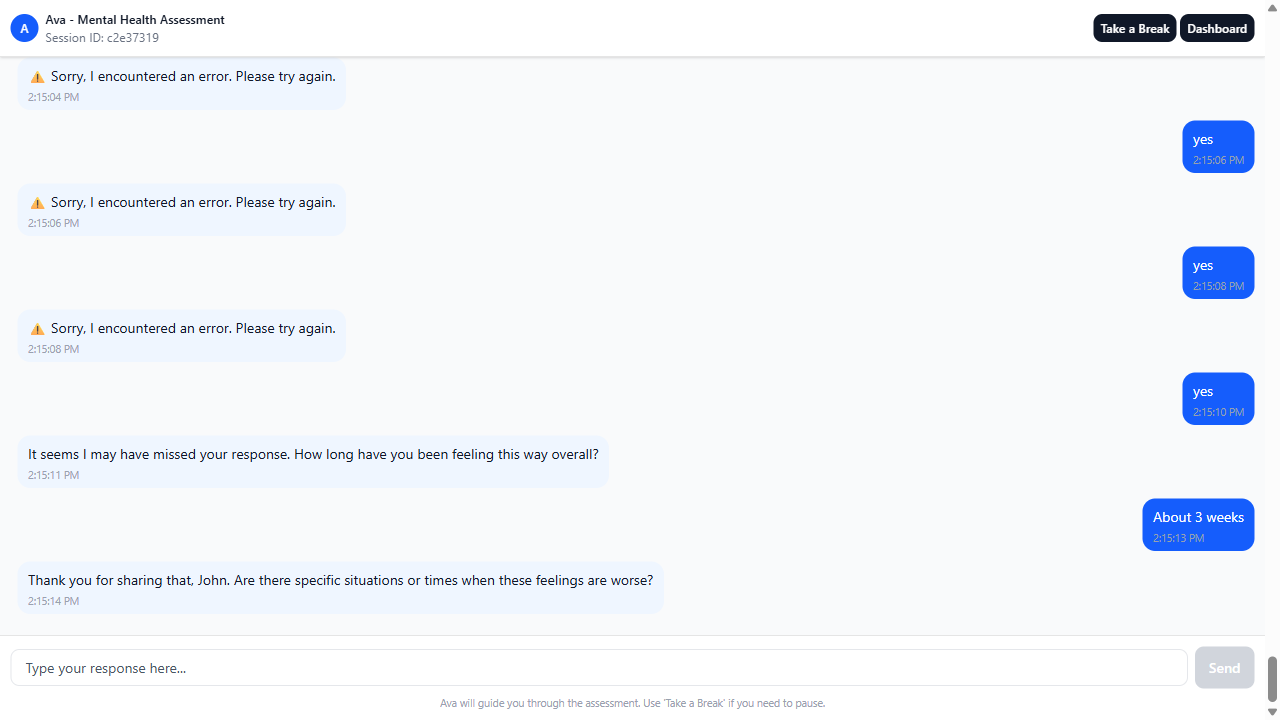 A
Ava - Mental Health Assessment
Session ID: c2e37319
Take a Break
Dashboard
⚠️ Sorry, I encountered an error. Please try again.
2:15:04 PM
yes
2:15:06 PM
⚠️ Sorry, I encountered an error. Please try again.
2:15:06 PM
yes
2:15:08 PM
⚠️ Sorry, I encountered an error. Please try again.
2:15:08 PM
yes
2:15:10 PM
It seems I may have missed your response. How long have you been feeling this way overall?
2:15:11 PM
About 3 weeks
2:15:13 PM
Thank you for sharing that, John. Are there specific situations or times when these feelings are worse?
2:15:14 PM
Type your response here...
Send
Ava will guide you through the assessment. Use 'Take a Break' if you need to pause.